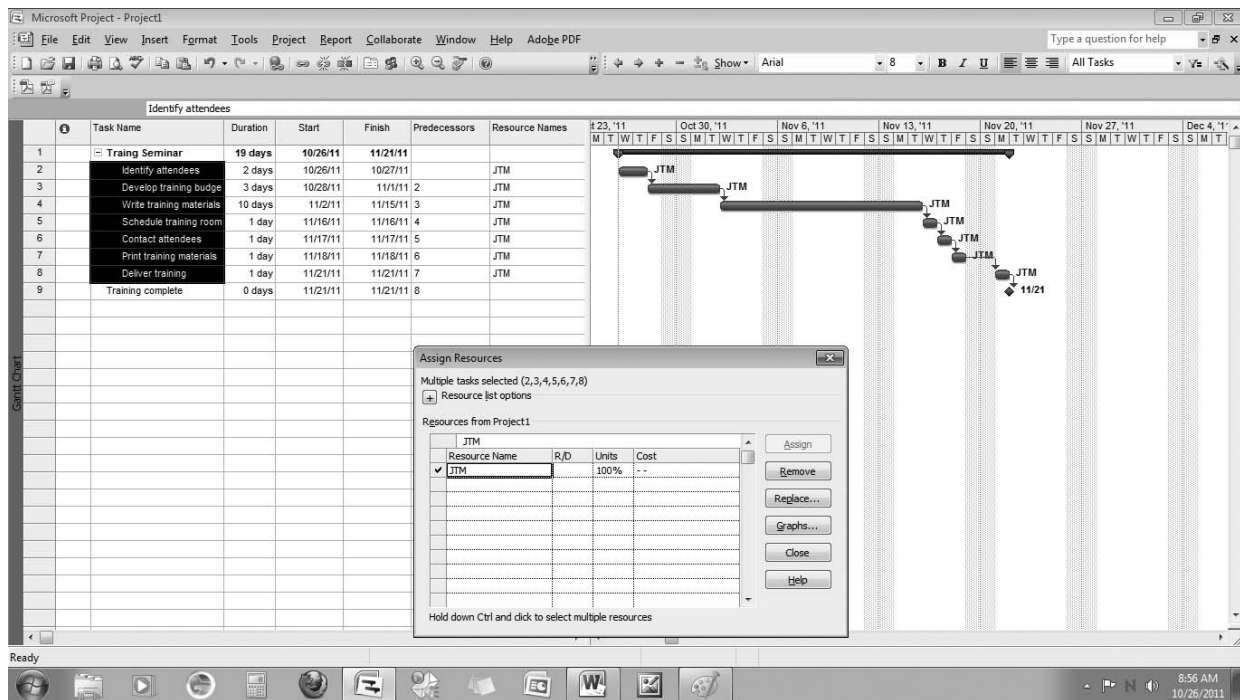 Microsoft Project - Project1
File Edit View Insert Format Tools Project Report Collaborate Window Help Adobe PDF
Type a question for help
Show Arial 8 B I U All Tasks
Identify attendees
Task Name Duration Start Finish Predecessors Resource Names
t 23, '11 Oct 30, '11 Nov 6, '11 Nov 13, '11 Nov 20, '11 Nov 27, '11 Dec 4, '1
M T W T F S S M T W T F S S M T W T F S S M T W T F S S M T W T F S S M T W T F S S M T
1 Traing Seminar 19 days 10/26/11 11/21/11
2 Identify attendees 2 days 10/26/11 10/27/11 JTM JTM
3 Develop training budge 3 days 10/28/11 11/1/11 2 JTM JTM
4 Write training materials 10 days 11/2/11 11/15/11 3 JTM JTM
5 Schedule training room 1 day 11/16/11 11/16/11 4 JTM JTM
6 Contact attendees 1 day 11/17/11 11/17/11 5 JTM JTM
7 Print training materials 1 day 11/18/11 11/18/11 6 JTM JTM
8 Deliver training 1 day 11/21/11 11/21/11 7 JTM JTM
9 Training complete 0 days 11/21/11 11/21/11 8 11/21
Gantt Chart
Assign Resources
Multiple tasks selected (2,3,4,5,6,7,8)
+ Resource list options
Resources from Project1
JTM
Resource Name R/D Units Cost
JTM 100% - -
Assign
Remove
Replace...
Graphs...
Close
Help
Hold down Ctrl and click to select multiple resources
Ready
8:56 AM
10/26/2011